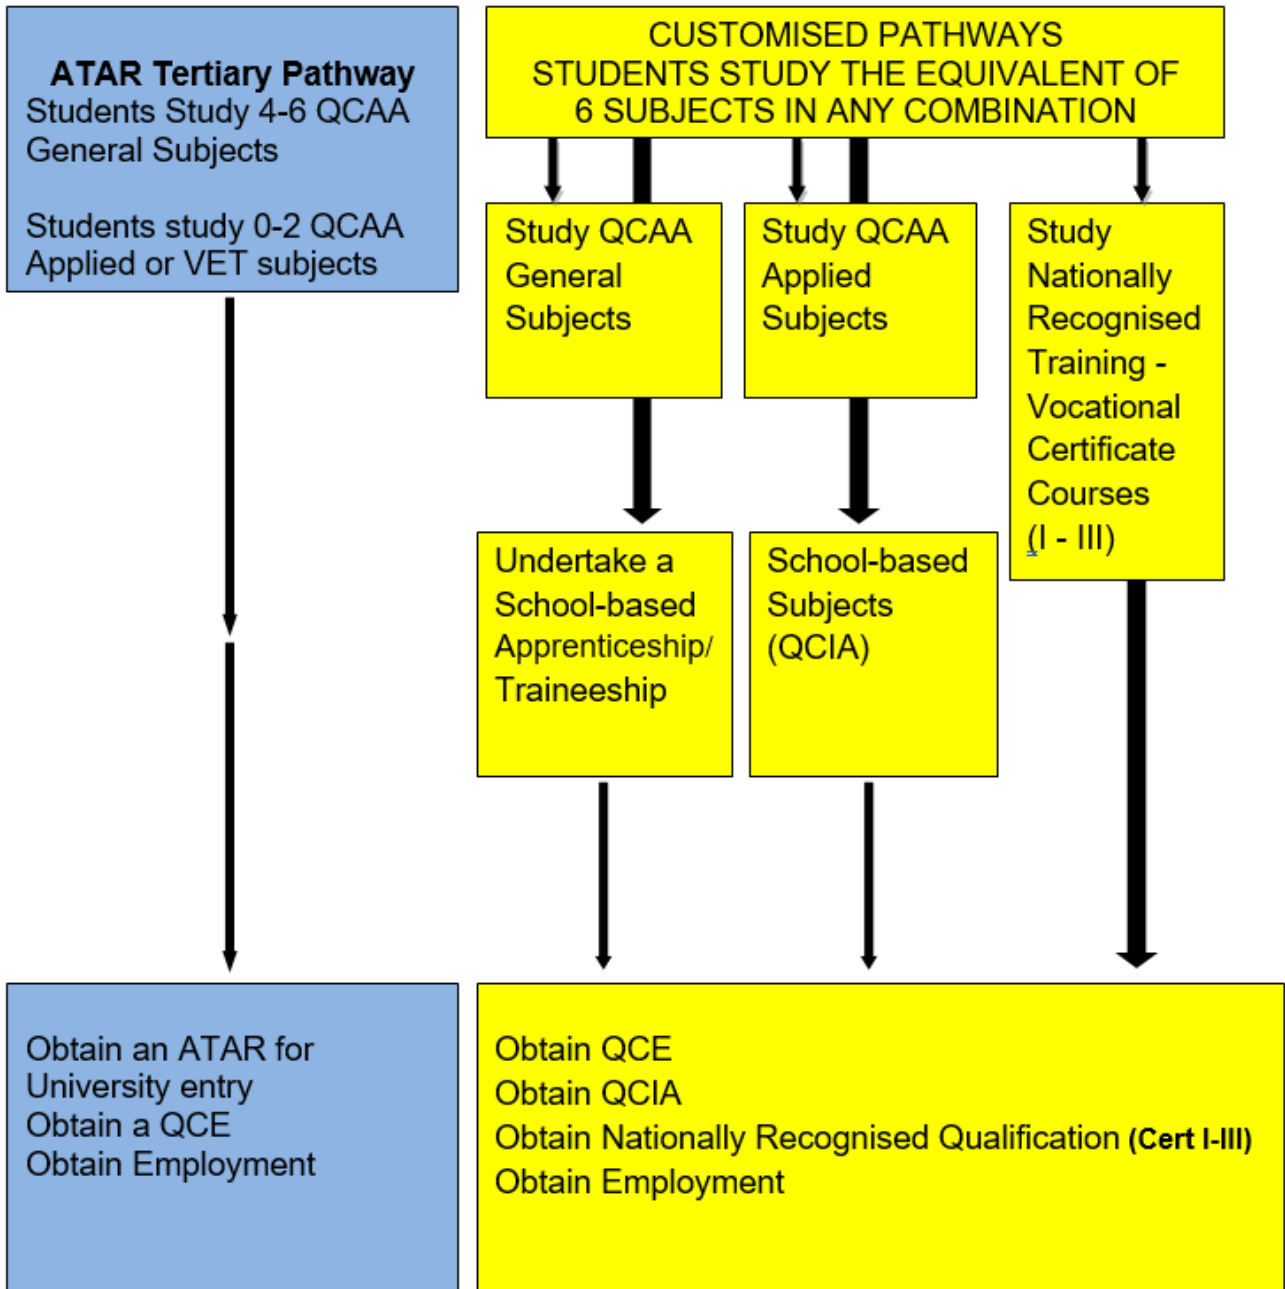 ATAR Tertiary Pathway
Students Study 4-6 QCAA
General Subjects
Students study 0-2 QCAA
Applied or VET subjects
CUSTOMISED PATHWAYS
STUDENTS STUDY THE EQUIVALENT OF
6 SUBJECTS IN ANY COMBINATION
Study QCAA
General
Subjects
Study QCAA
Applied
Subjects
Study
Nationally
Recognised
Training -
Vocational
Certificate
Courses
(I - III)
Undertake a
School-based
Apprenticeship/
Traineeship
School-based
Subjects
(QCIA)
Obtain an ATAR for
University entry
Obtain a QCE
Obtain Employment
Obtain QCE
Obtain QCIA
Obtain Nationally Recognised Qualification (Cert I-III)
Obtain Employment